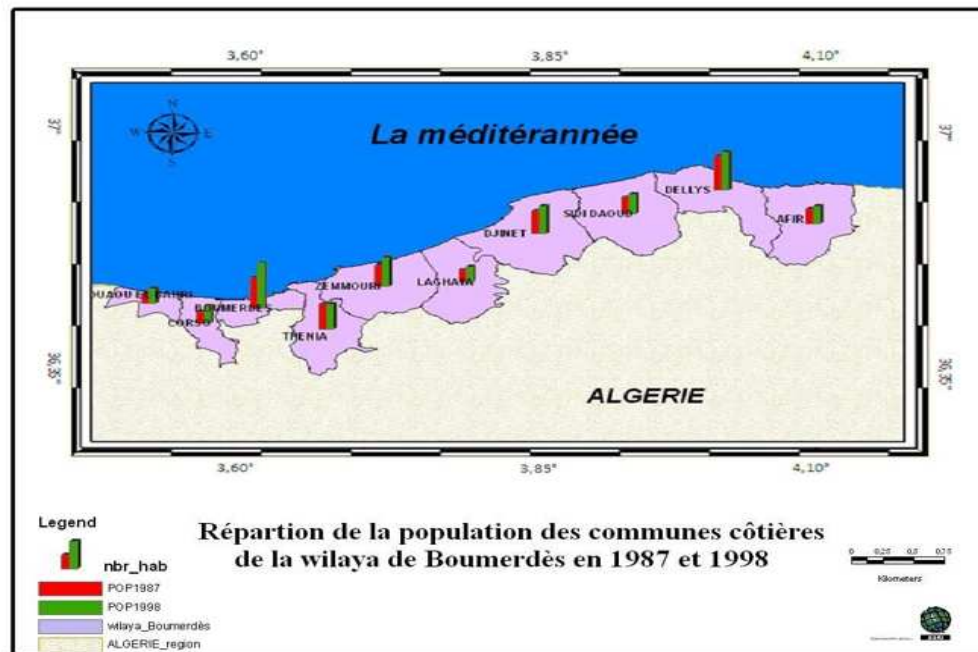 3,60° 3,85° 4,10°
N
W E
S
La méditérannée
37° 37°
DELLYS
SIDI DAOUD
AFIR
DJINET
ZEMMOURI
LAGHATA
BOUMERDES
CORSO
THENIA
36,35° 36,35°
ALGERIE
3,60° 3,85° 4,10°
Legend
nbr_hab
POP1987
POP1998
wilaya_Boumerdès
ALGERIE_region
Répartion de la population des communes côtières
de la wilaya de Boumerdès en 1987 et 1998
Kilometers